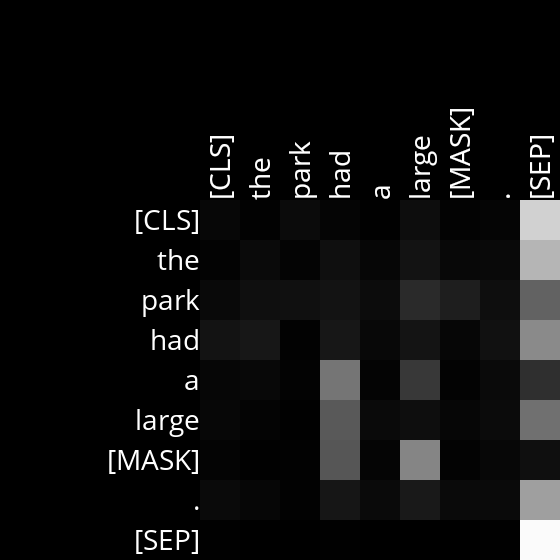 [CLS] the park had a large [MASK] . [SEP]
[CLS]
the
park
had
a
large
[MASK]
.
[SEP]